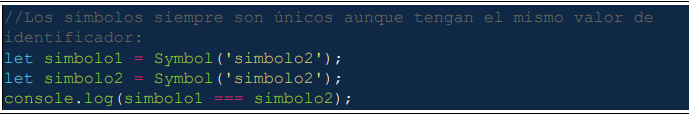 //Los símbolos siempre son únicos aunque tengan el mismo valor de
identificador:
let simbolo1 = Symbol('simbolo2');
let simbolo2 = Symbol('simbolo2');
console.log(simbolo1 === simbolo2);